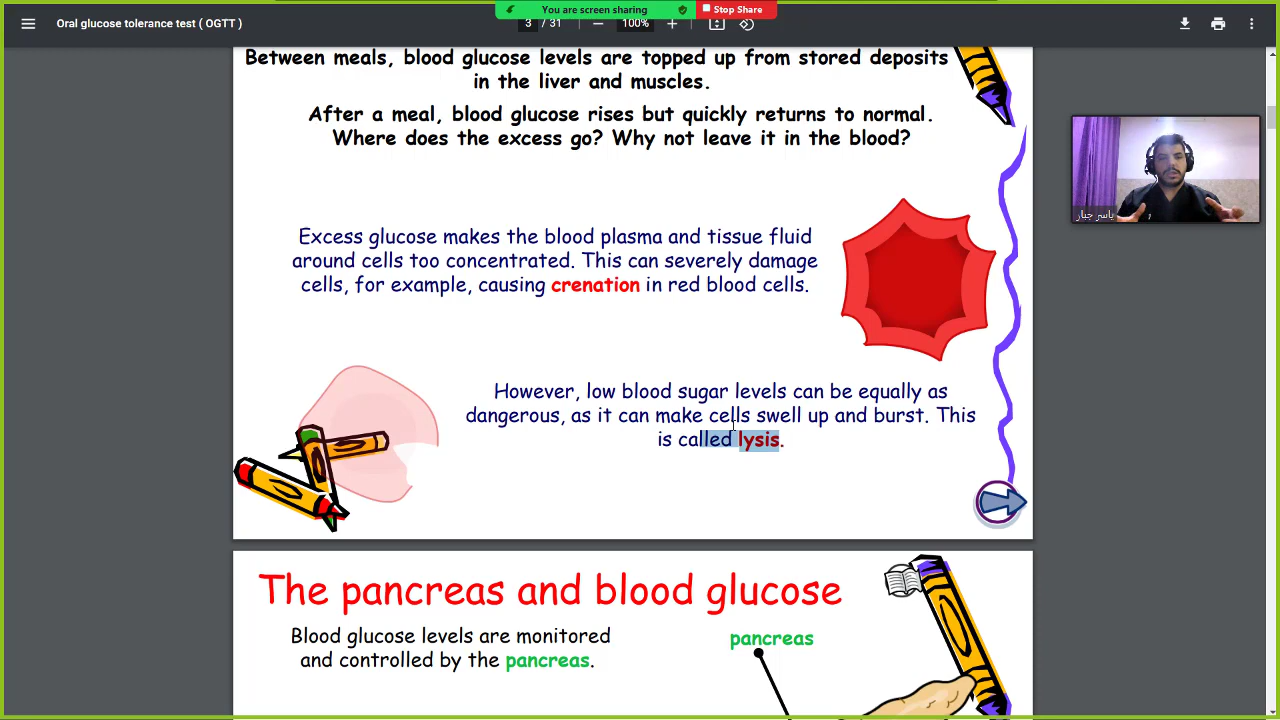 You are screen sharing
Stop Share
Oral glucose tolerance test ( OGTT )
3 / 31
100%
Between meals, blood glucose levels are topped up from stored deposits
in the liver and muscles.
After a meal, blood glucose rises but quickly returns to normal.
Where does the excess go? Why not leave it in the blood?
ياسر جبار
Excess glucose makes the blood plasma and tissue fluid
around cells too concentrated. This can severely damage
cells, for example, causing crenation in red blood cells.
However, low blood sugar levels can be equally as
dangerous, as it can make cells swell up and burst. This
is called lysis.
The pancreas and blood glucose
Blood glucose levels are monitored
and controlled by the pancreas.
pancreas